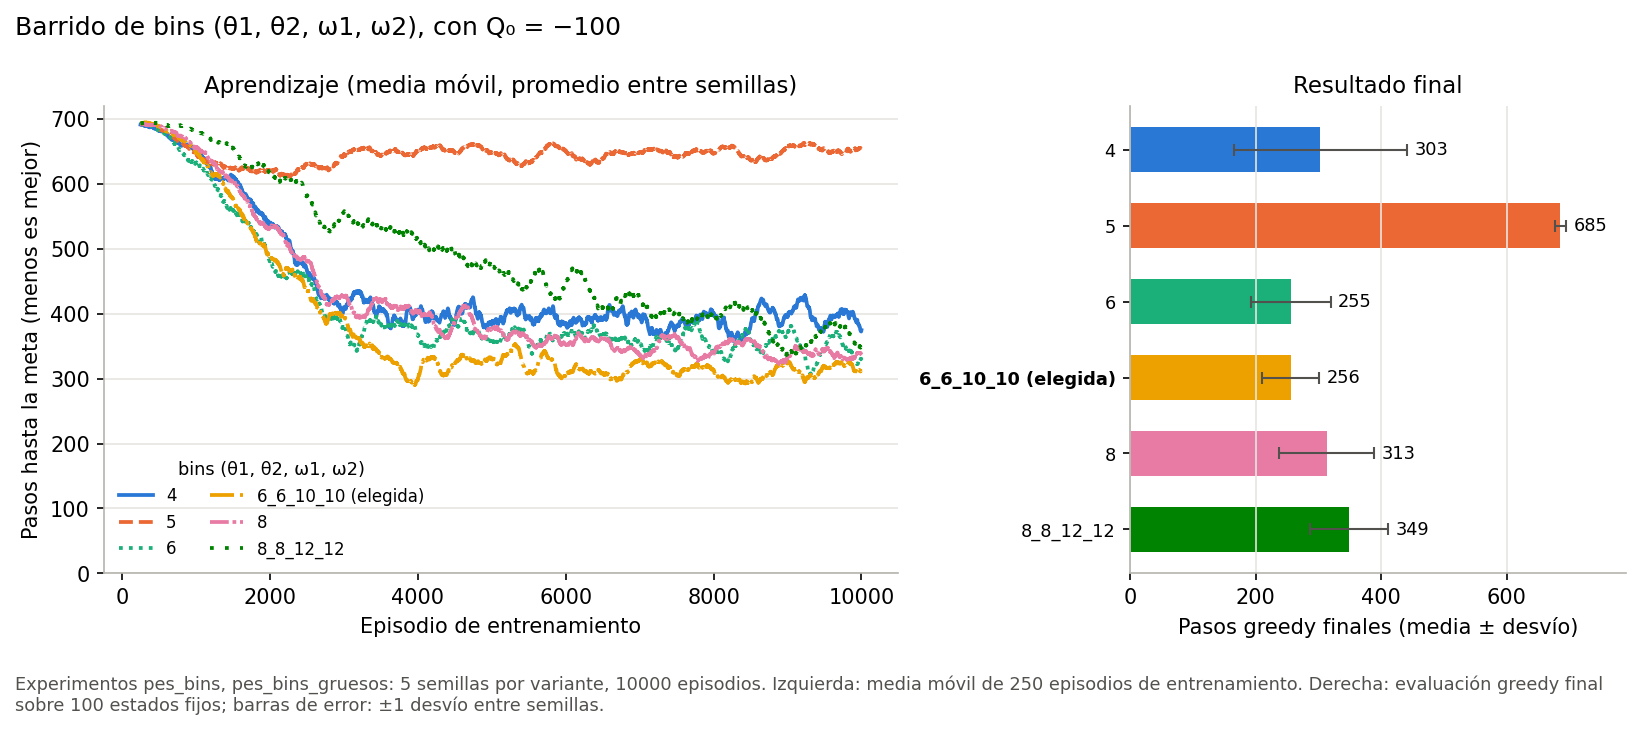 Barrido de bins (θ1, θ2, ω1, ω2), con Q₀ = −100
Aprendizaje (media móvil, promedio entre semillas)
Pasos hasta la meta (menos es mejor)
700
600
500
400
300
200
100
0
0 2000 4000 6000 8000 10000
Episodio de entrenamiento
bins (θ1, θ2, ω1, ω2)
4 6_6_10_10 (elegida)
5 8
6 8_8_12_12
Resultado final
4 303
5 685
6 255
6_6_10_10 (elegida) 256
8 313
8_8_12_12 349
0 200 400 600
Pasos greedy finales (media ± desvío)
Experimentos pes_bins, pes_bins_gruesos: 5 semillas por variante, 10000 episodios. Izquierda: media móvil de 250 episodios de entrenamiento. Derecha: evaluación greedy final
sobre 100 estados fijos; barras de error: ±1 desvío entre semillas.